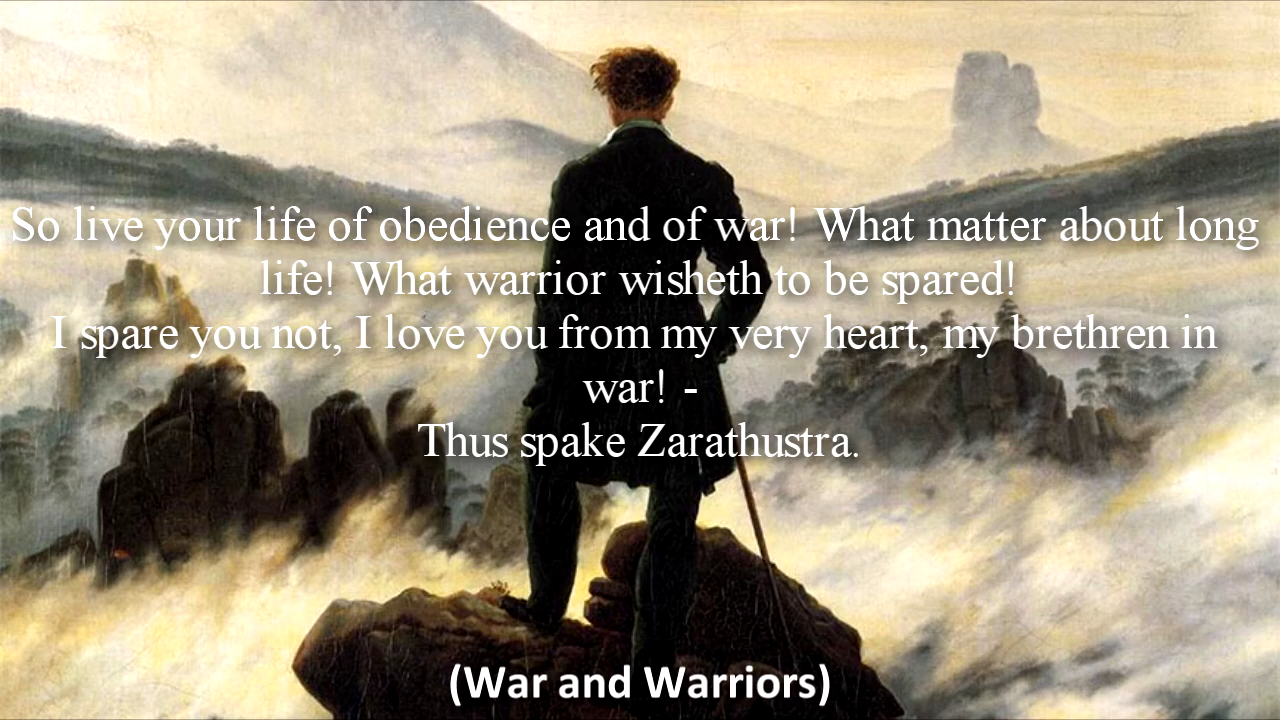 So live your life of obedience and of war! What matter about long
life! What warrior wisheth to be spared!
I spare you not, I love you from my very heart, my brethren in
war! -
Thus spake Zarathustra.
(War and Warriors)